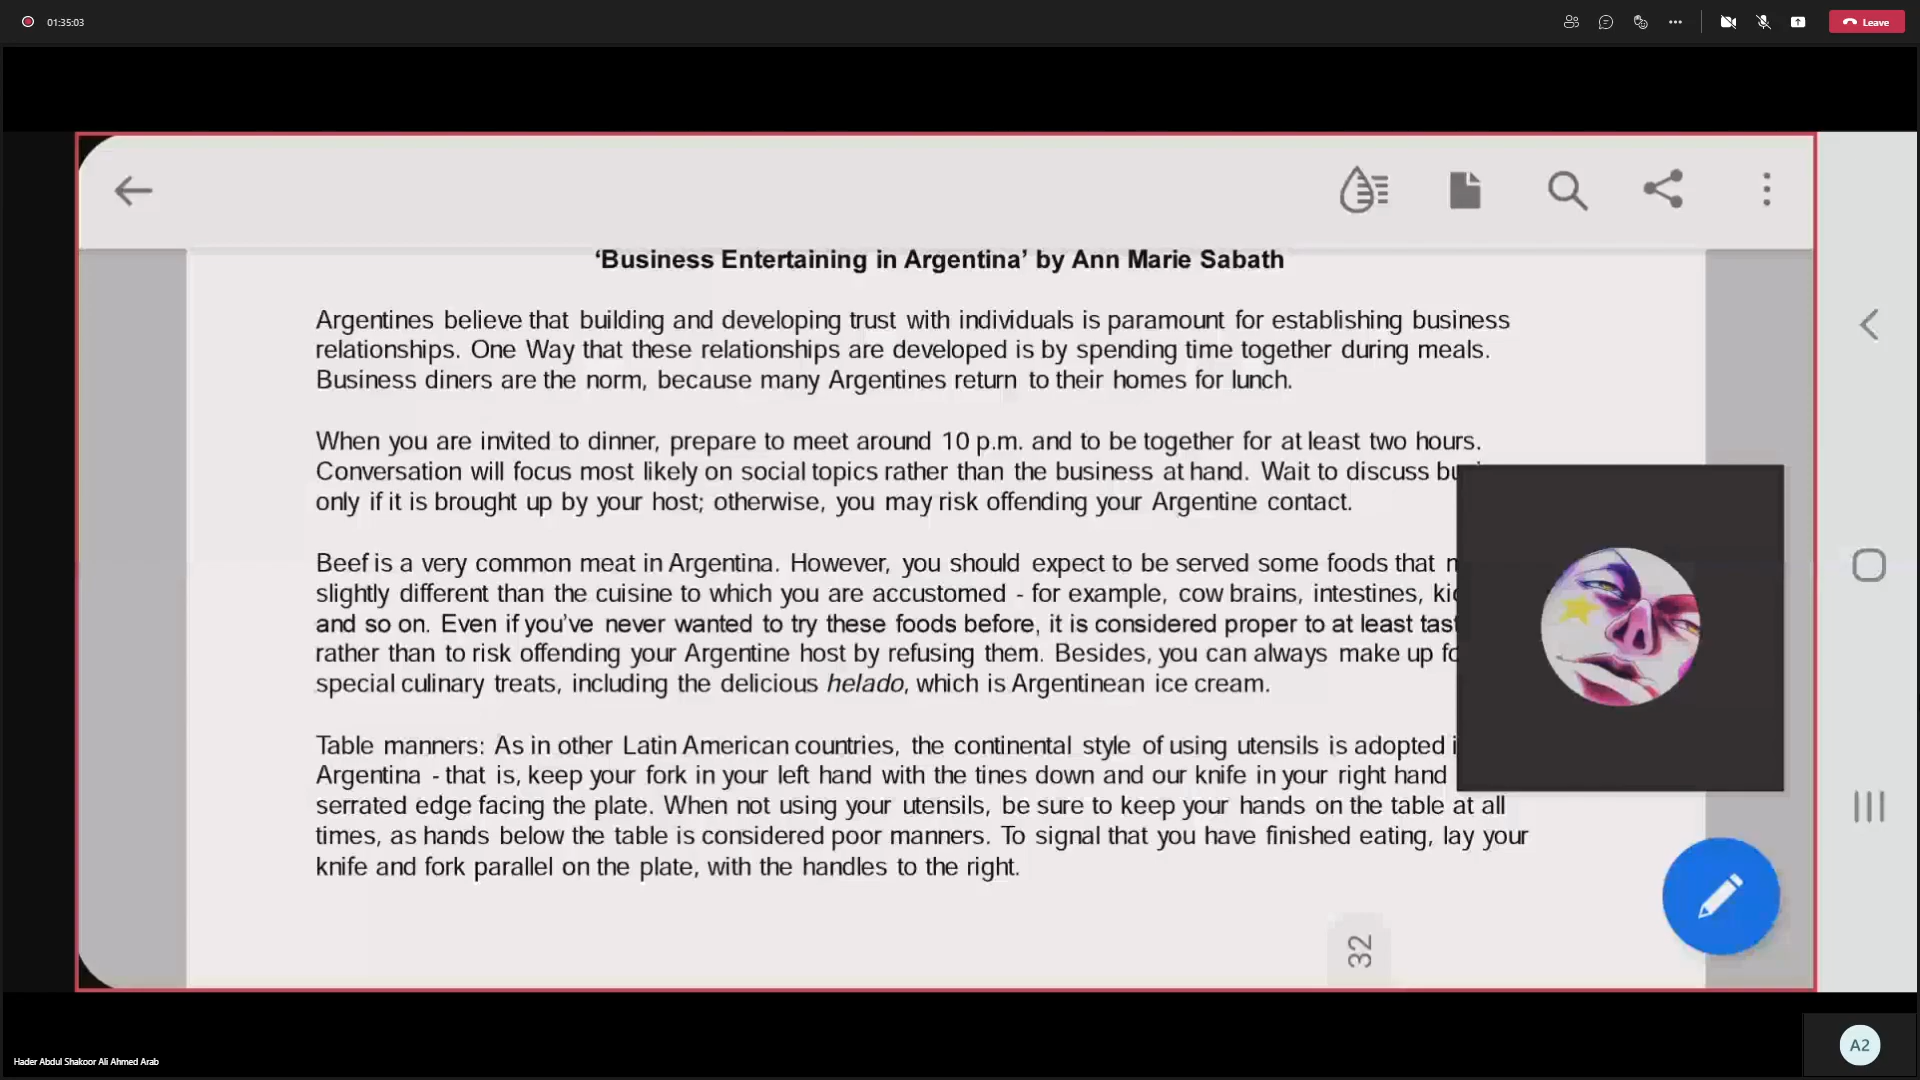 01:35:03
Leave
‘Business Entertaining in Argentina’ by Ann Marie Sabath
Argentines believe that building and developing trust with individuals is paramount for establishing business
relationships. One Way that these relationships are developed is by spending time together during meals.
Business diners are the norm, because many Argentines return to their homes for lunch.
When you are invited to dinner, prepare to meet around 10 p.m. and to be together for at least two hours.
Conversation will focus most likely on social topics rather than the business at hand. Wait to discuss
only if it is brought up by your host; otherwise, you may risk offending your Argentine contact.
Beef is a very common meat in Argentina. However, you should expect to be served some foods that
slightly different than the cuisine to which you are accustomed - for example, cow brains, intestines,
and so on. Even if you’ve never wanted to try these foods before, it is considered proper to at least
rather than to risk offending your Argentine host by refusing them. Besides, you can always make up
special culinary treats, including the delicious helado, which is Argentinean ice cream.
Table manners: As in other Latin American countries, the continental style of using utensils is adopted
Argentina - that is, keep your fork in your left hand with the tines down and our knife in your right hand
serrated edge facing the plate. When not using your utensils, be sure to keep your hands on the table at all
times, as hands below the table is considered poor manners. To signal that you have finished eating, lay your
knife and fork parallel on the plate, with the handles to the right.
32
Hader Abdul Shakoor Ali Ahmed Arab
A2